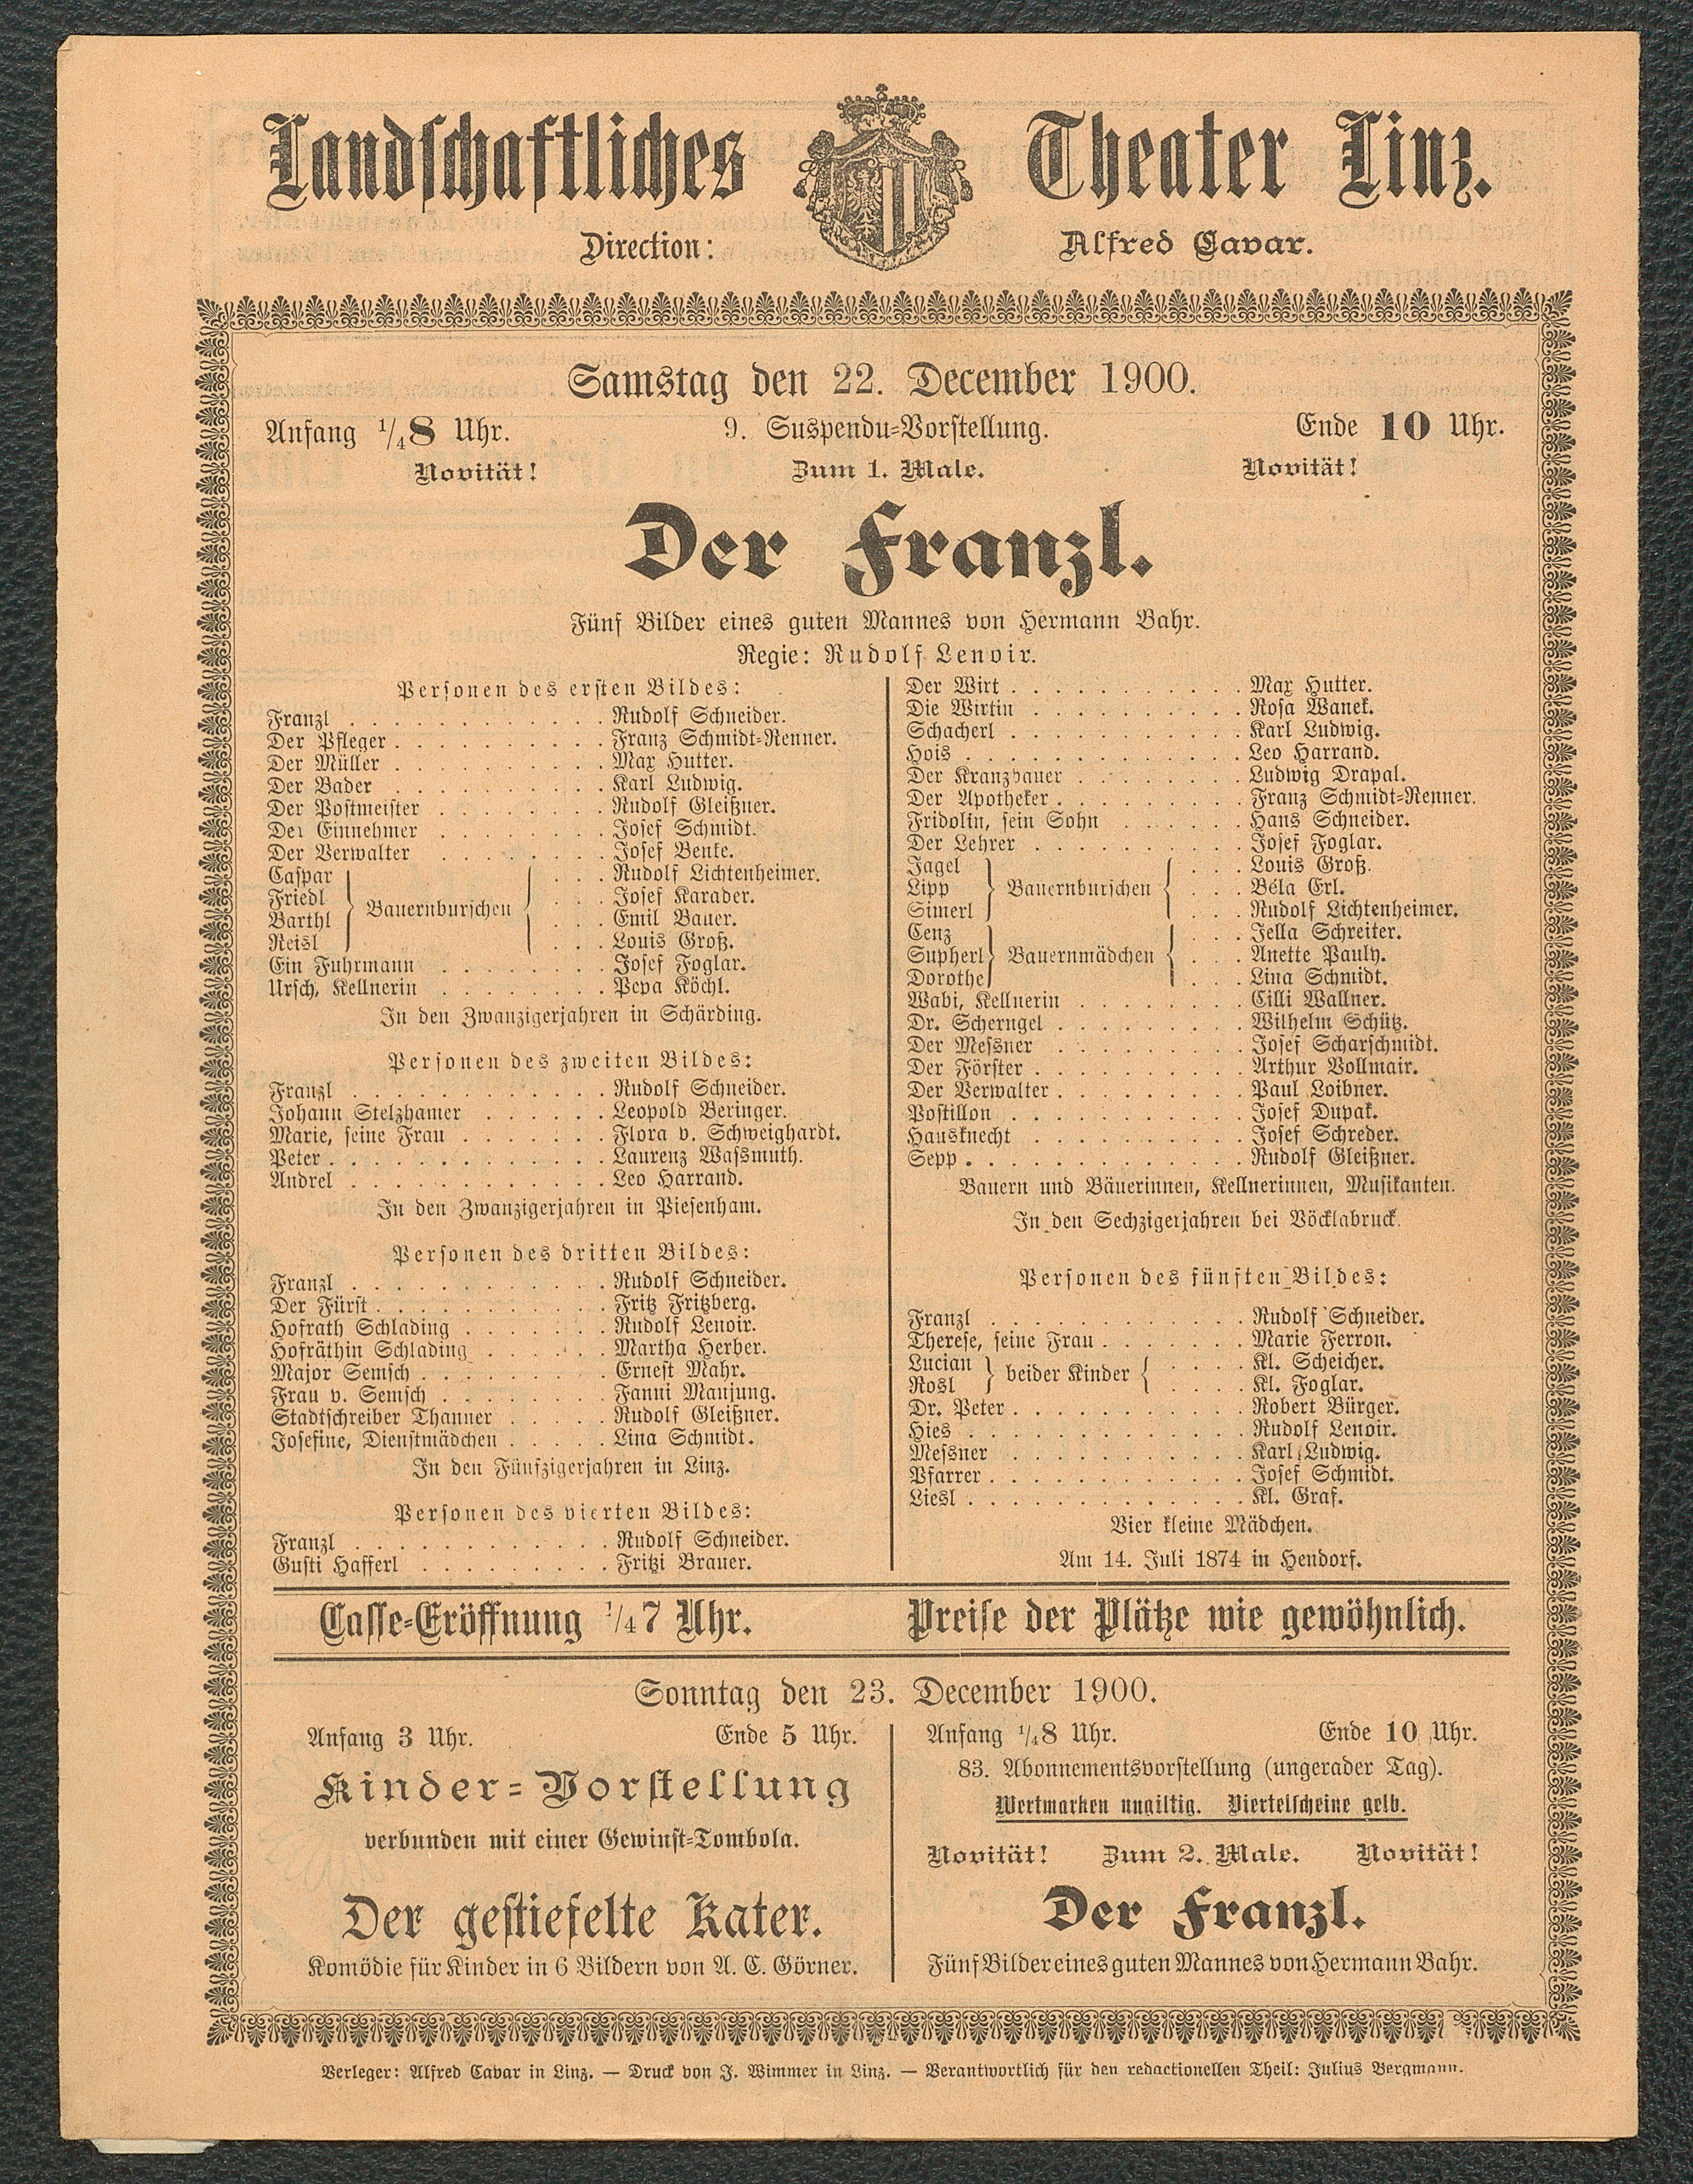 Landschaftliches Theater Linz.
Direction: Alfred Cavar.
Samstag den 22. December 1900.
Anfang 1/4 8 Uhr. 9. Suspendu-Vorstellung. Ende 10 Uhr.
Novität! Zum 1. Male. Novität!
Der Franzl.
Fünf Bilder eines guten Mannes von Hermann Bahr.
Regie: Rudolf Lenoir.
Personen des ersten Bildes:
Franzl . . . . . . . . . . . . Rudolf Schneider.
Der Pfleger . . . . . . . . . . Franz Schmidt-Renner.
Der Müller . . . . . . . . . . Max Hutter.
Der Bader . . . . . . . . . . Karl Ludwig.
Der Postmeister . . . . . . . . Rudolf Gleißner.
Der Einnehmer . . . . . . . . Josef Schmidt.
Der Verwalter . . . . . . . . Josef Benke.
Caspar . . . Rudolf Lichtenheimer.
Friedl . . . Josef Karader.
Bauernburschen
Barthl . . . Emil Bauer.
Reisl . . . Louis Groß.
Ein Fuhrmann . . . . . . . . Josef Foglar.
Ursch, Kellnerin . . . . . . . . Pepa Köchl.
In den Zwanzigerjahren in Schärding.
Personen des zweiten Bildes:
Franzl . . . . . . . . . . . . Rudolf Schneider.
Johann Stelzhamer . . . . . . Leopold Beringer.
Marie, seine Frau . . . . . . . Flora v. Schweighardt.
Peter . . . . . . . . . . . . . Laurenz Wassmuth.
Andrel . . . . . . . . . . . . Leo Harrand.
In den Zwanzigerjahren in Piesenham.
Personen des dritten Bildes:
Franzl . . . . . . . . . . . . Rudolf Schneider.
Der Fürst . . . . . . . . . . . Fritz Fritzberg.
Hofrath Schlading . . . . . . . Rudolf Lenoir.
Hofräthin Schlading . . . . . . Martha Herber.
Major Semsch . . . . . . . . . Ernest Mahr.
Frau v. Semsch . . . . . . . . Fanni Manjung.
Stadtschreiber Thanner . . . . . Rudolf Gleißner.
Josefine, Dienstmädchen . . . . . Lina Schmidt.
In den Fünfzigerjahren in Linz.
Personen des vierten Bildes:
Franzl . . . . . . . . . . . . Rudolf Schneider.
Gusti Hafferl . . . . . . . . . Fritzi Brauer.
Der Wirt . . . . . . . . . . . Max Hutter.
Die Wirtin . . . . . . . . . . Rosa Wanek.
Schacherl . . . . . . . . . . . Karl Ludwig.
Hois . . . . . . . . . . . . . Leo Harrand.
Der Kranzbauer . . . . . . . . Ludwig Drapal.
Der Apotheker . . . . . . . . . Franz Schmidt-Renner.
Fridolin, sein Sohn . . . . . . Hans Schneider.
Der Lehrer . . . . . . . . . . Josef Foglar.
Jagel . . . Louis Groß.
Lipp Bauernburschen . . . Béla Erl.
Simerl . . . Rudolf Lichtenheimer.
Cenz . . . Jella Schreiter.
Supherl Bauernmädchen . . . Anette Pauly.
Dorothe . . . Lina Schmidt.
Wabi, Kellnerin . . . . . . . . Cilli Wallner.
Dr. Scherngel . . . . . . . . . Wilhelm Schütz.
Der Messner . . . . . . . . . Josef Scharschmidt.
Der Förster . . . . . . . . . . Arthur Vollmair.
Der Verwalter . . . . . . . . . Paul Loibner.
Postillon . . . . . . . . . . . Josef Dupak.
Hausknecht . . . . . . . . . . Josef Schreder.
Sepp . . . . . . . . . . . . . Rudolf Gleißner.
Bauern und Bäuerinnen, Kellnerinnen, Musikanten.
In den Sechzigerjahren bei Vöcklabruck.
Personen des fünften Bildes:
Franzl . . . . . . . . . . . . Rudolf Schneider.
Therese, seine Frau . . . . . . . Marie Ferron.
Lucian . . . . Kl. Scheicher.
beider Kinder
Rosl . . . . Kl. Foglar.
Dr. Peter . . . . . . . . . . . Robert Bürger.
Hies . . . . . . . . . . . . . Rudolf Lenoir.
Messner . . . . . . . . . . . Karl Ludwig.
Pfarrer . . . . . . . . . . . . Josef Schmidt.
Liesl . . . . . . . . . . . . . Kl. Graf.
Vier kleine Mädchen.
Am 14. Juli 1874 in Hendorf.
Casse-Eröffnung 1/4 7 Uhr. Preise der Plätze wie gewöhnlich.
Sonntag den 23. December 1900.
Anfang 3 Uhr. Ende 5 Uhr.
Kinder-Vorstellung
verbunden mit einer Gewinst-Tombola.
Der gestiefelte Kater.
Komödie für Kinder in 6 Bildern von A. C. Görner.
Anfang 1/4 8 Uhr. Ende 10 Uhr.
83. Abonnementsvorstellung (ungerader Tag).
Wertmarken ungiltig. Viertelscheine gelb.
Novität! Zum 2. Male. Novität!
Der Franzl.
Fünf Bilder eines guten Mannes von Hermann Bahr.
Verleger: Alfred Cavar in Linz. — Druck von J. Wimmer in Linz. — Verantwortlich für den redactionellen Theil: Julius Bergmann.